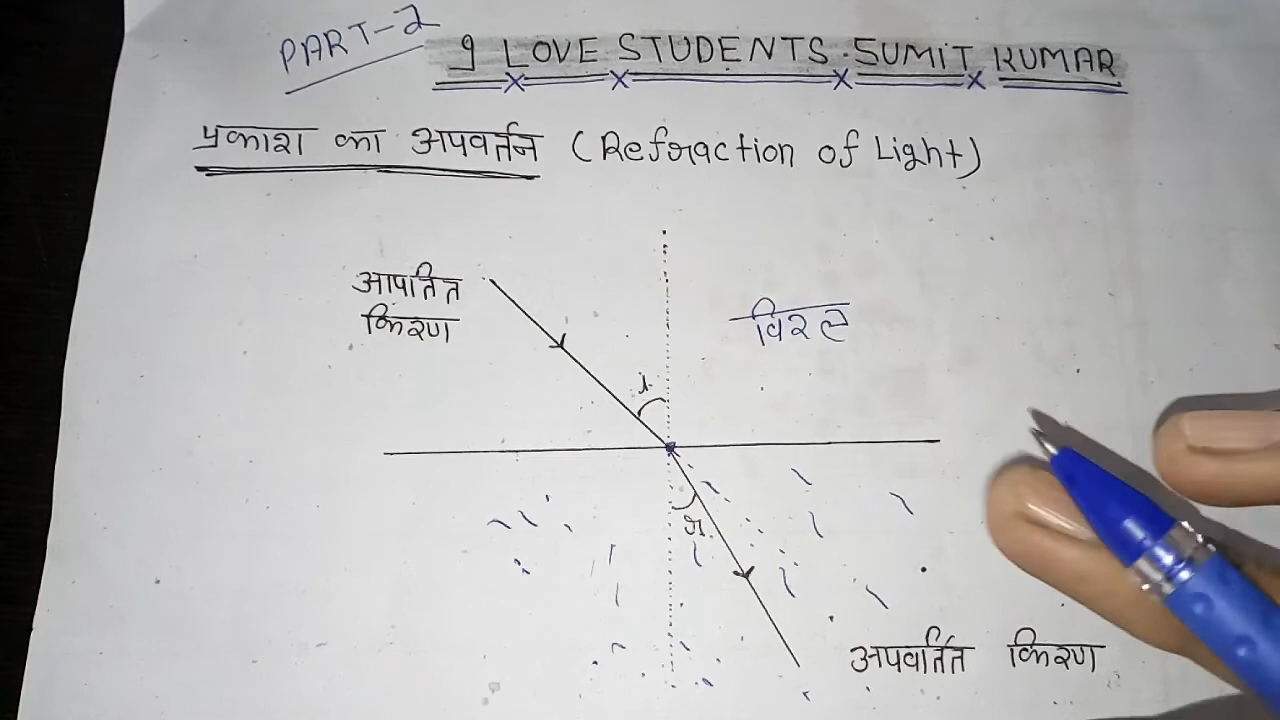 PART-2
I LOVE STUDENTS. SUMIT KUMAR
प्रकाश का अपवर्तन (Refraction of Light)
आपतित
किरण
विरल
i
r
अपवर्तित किरण